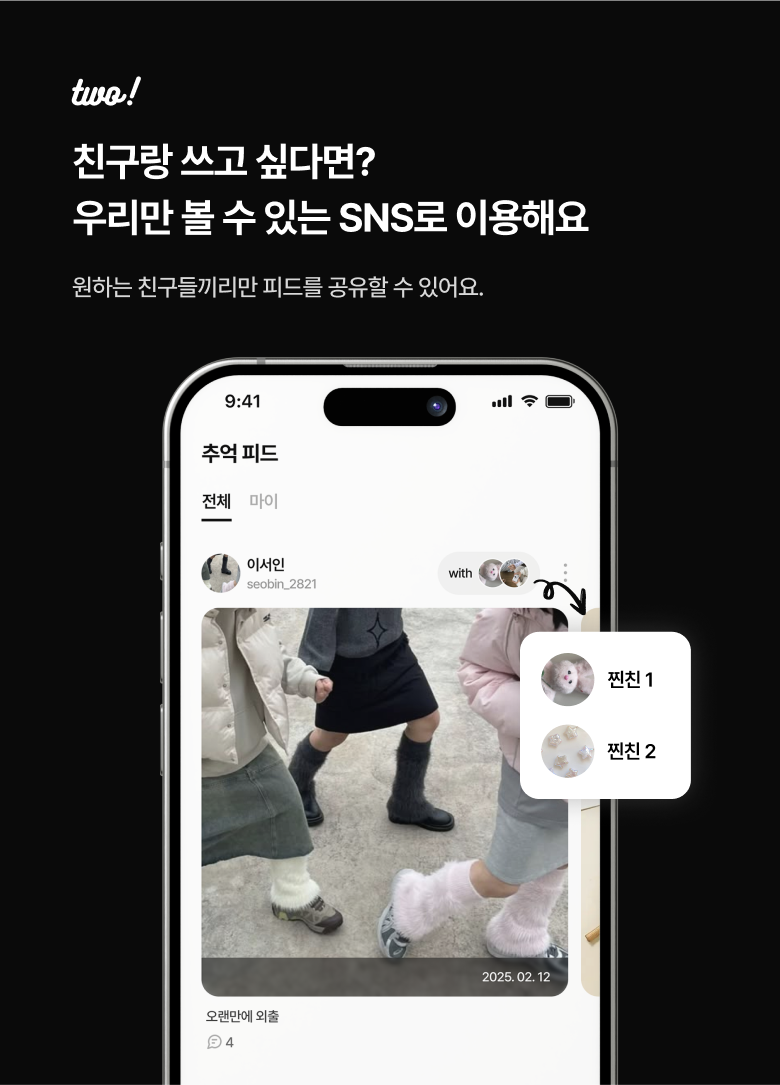 two!
친구랑 쓰고 싶다면?
우리만 볼 수 있는 SNS로 이용해요
원하는 친구들끼리만 피드를 공유할 수 있어요.
9:41
추억 피드
전체 마이
이서인
seobin_2821
with
찐친 1
찐친 2
2025. 02. 12
오랜만에 외출
4